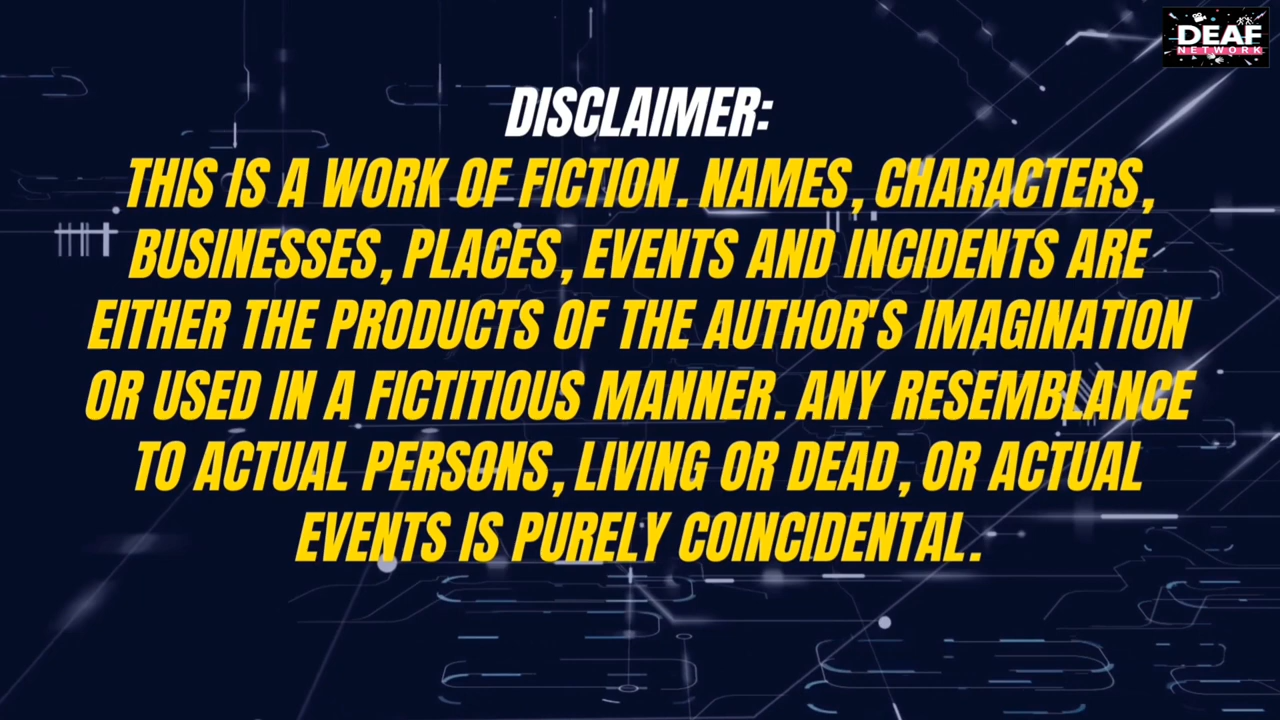 DEAF
NETWORK
DISCLAIMER:
THIS IS A WORK OF FICTION. NAMES, CHARACTERS,
BUSINESSES, PLACES, EVENTS AND INCIDENTS ARE
EITHER THE PRODUCTS OF THE AUTHOR'S IMAGINATION
OR USED IN A FICTITIOUS MANNER. ANY RESEMBLANCE
TO ACTUAL PERSONS, LIVING OR DEAD, OR ACTUAL
EVENTS IS PURELY COINCIDENTAL.